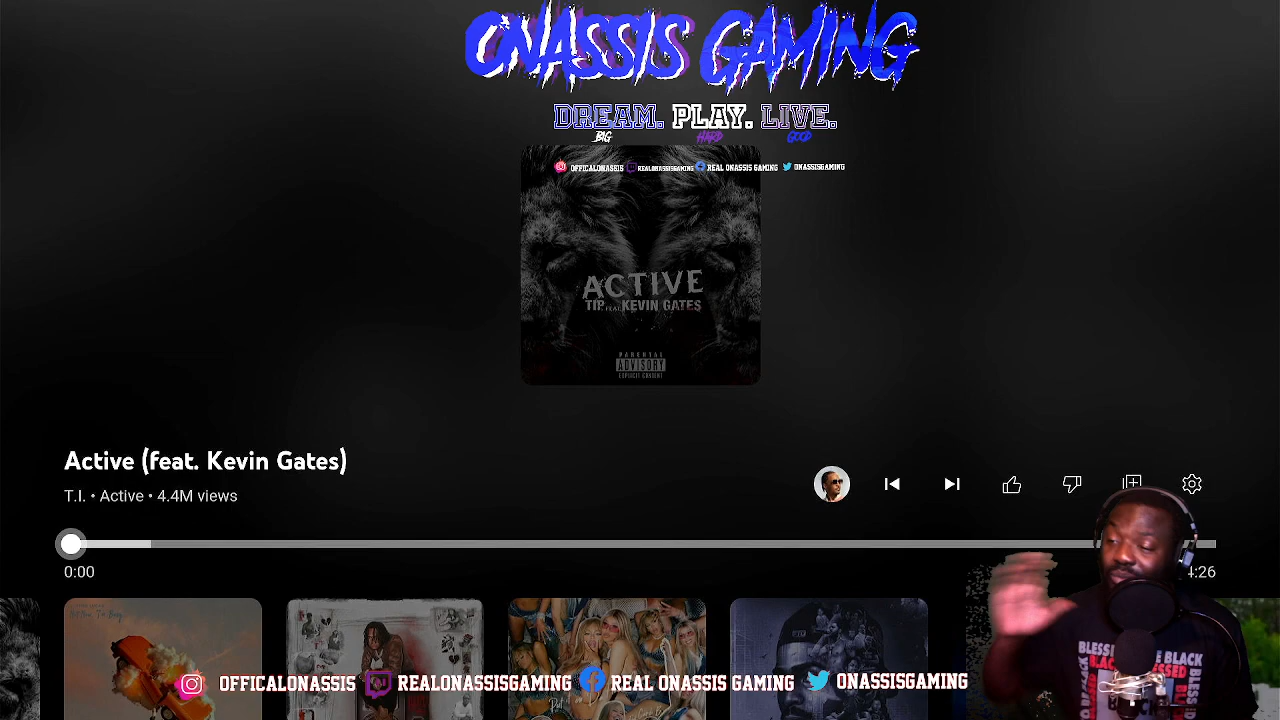 ONASSIS GAMING
DREAM. PLAY. LIVE.
BIG HARD GOOD
OFFICALONASSIS REALONASSISGAMING REAL ONASSIS GAMING ONASSISGAMING
ACTIVE
TIP FEAT. KEVIN GATES
PARENTAL
ADVISORY
EXPLICIT CONTENT
Active (feat. Kevin Gates)
T.I. • Active • 4.4M views
0:00
4:26
OFFICALONASSIS REALONASSISGAMING REAL ONASSIS GAMING ONASSISGAMING